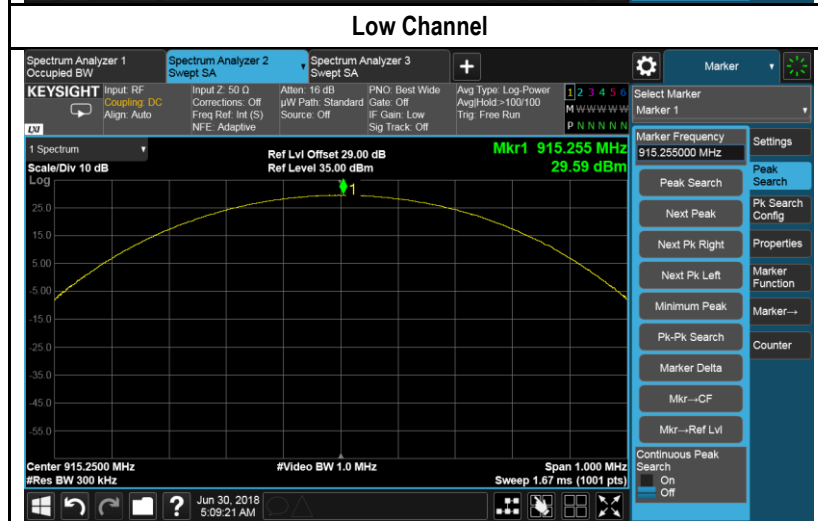 Low Channel
Spectrum Analyzer 1
Occupied BW
Spectrum Analyzer 2
Swept SA
Spectrum Analyzer 3
Swept SA
+
Marker
KEYSIGHT
LXI
Input: RF
Coupling: DC
Align: Auto
Input Z: 50 Ω
Corrections: Off
Freq Ref: Int (S)
NFE: Adaptive
Atten: 16 dB
µW Path: Standard
Source: Off
PNO: Best Wide
Gate: Off
IF Gain: Low
Sig Track: Off
Avg Type: Log-Power
Avg|Hold:>100/100
Trig: Free Run
1 2 3 4 5 6
M W W W W W
P N N N N N
Select Marker
Marker 1
1 Spectrum
Scale/Div 10 dB
Log
Ref Lvl Offset 29.00 dB
Ref Level 35.00 dBm
Mkr1 915.255 MHz
29.59 dBm
1
25.0
15.0
5.00
-5.00
-15.0
-25.0
-35.0
-45.0
-55.0
Center 915.2500 MHz
#Res BW 300 kHz
#Video BW 1.0 MHz
Span 1.000 MHz
Sweep 1.67 ms (1001 pts)
Marker Frequency
915.255000 MHz
Peak Search
Next Peak
Next Pk Right
Next Pk Left
Minimum Peak
Pk-Pk Search
Marker Delta
Mkr→CF
Mkr→Ref Lvl
Continuous Peak
Search
On
Off
Settings
Peak
Search
Pk Search
Config
Properties
Marker
Function
Marker→
Counter
?
Jun 30, 2018
5:09:21 AM